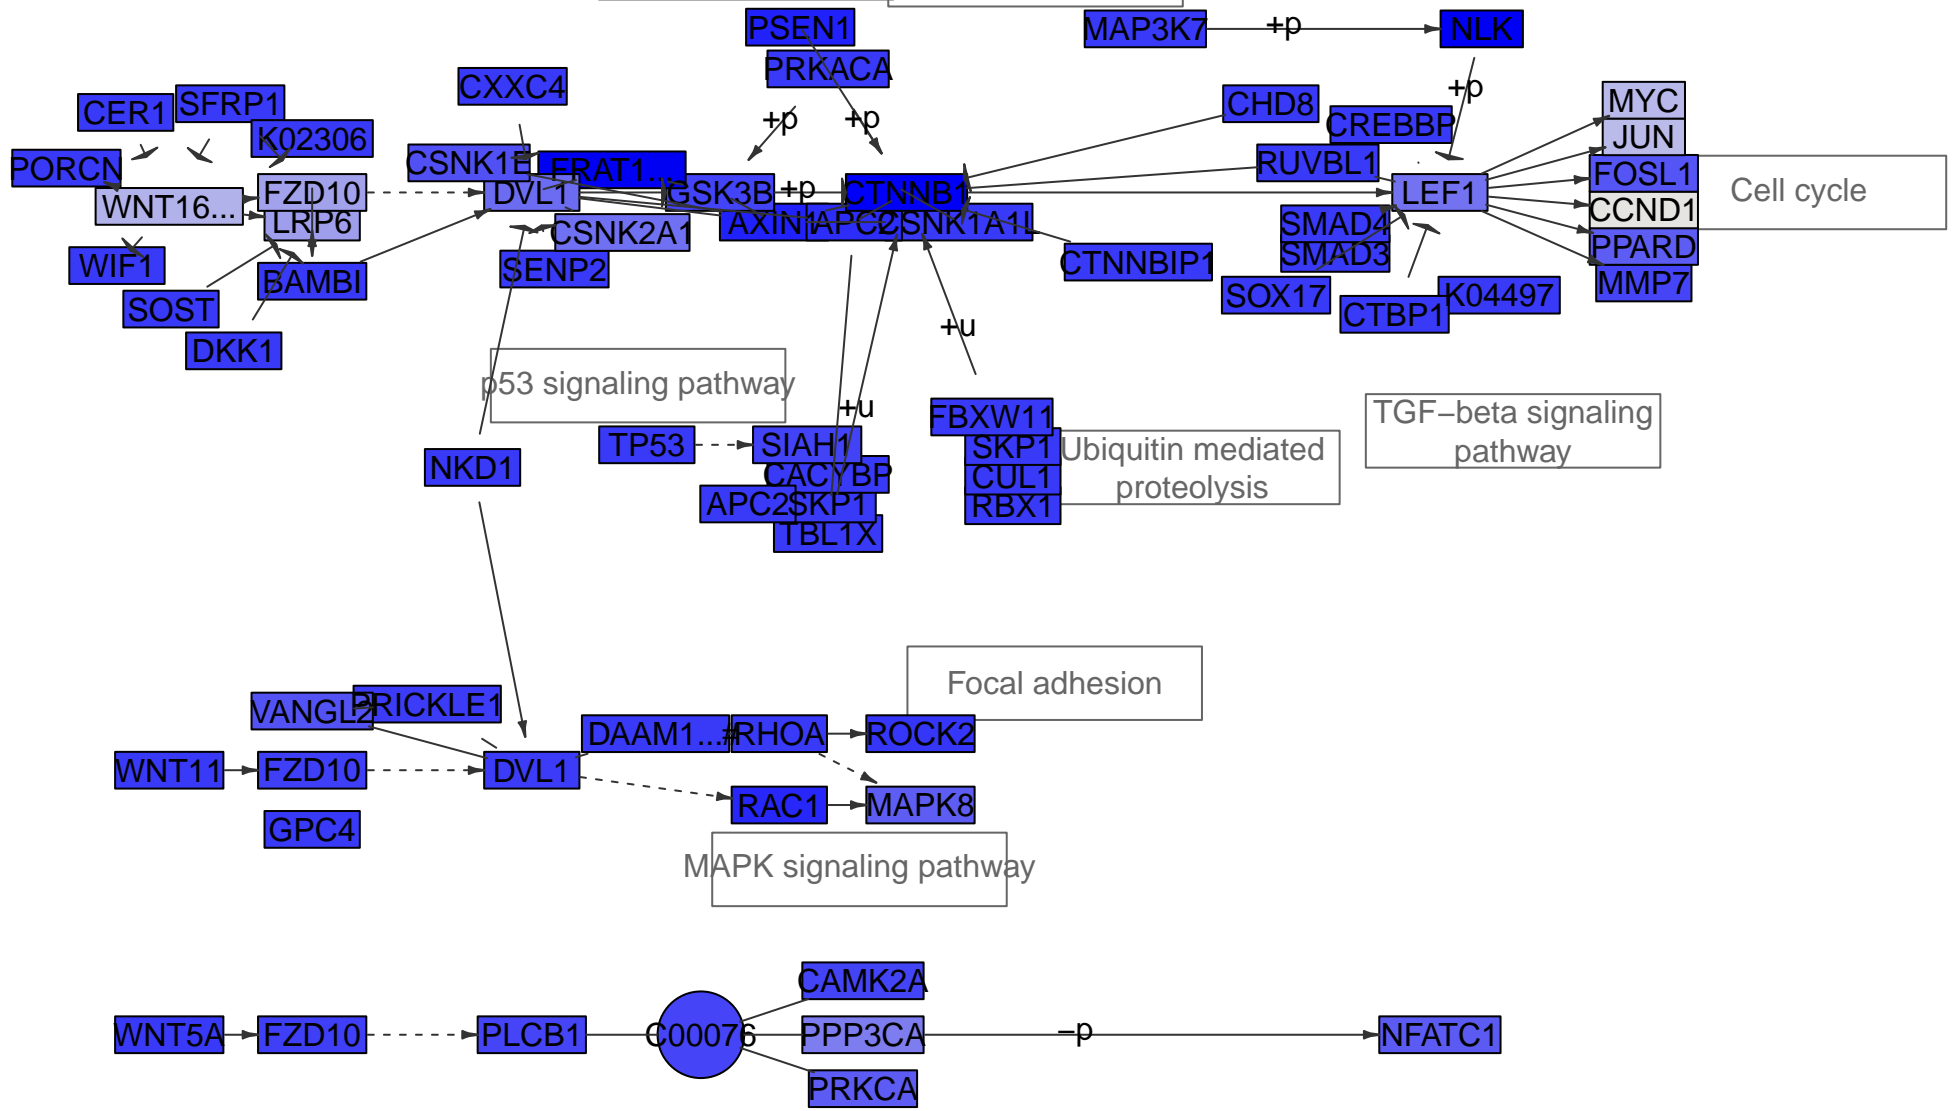 PSEN1
MAP3K7
+p
NLK
PRKACA
CXXC4
+p
CER1
SFRP1
CHD8
MYC
+p
+p
CREBBP
JUN
K02306
PORCN
CSNK1E
FRAT1...
RUVBL1
FOSL1
Cell cycle
FZD10
DVL1
GSK3B
+p
CTNNB1
LEF1
WNT16...
CCND1
LRP6
AXIN1
APC2
CSNK1A1L
SMAD4
CSNK2A1
PPARD
SMAD3
WIF1
SENP2
CTNNBIP1
BAMBI
MMP7
SOX17
K04497
SOST
CTBP1
+u
DKK1
p53 signaling pathway
+u
FBXW11
TGF−beta signaling
pathway
TP53
SIAH1
SKP1
Ubiquitin mediated
proteolysis
NKD1
CACYBP
CUL1
APC2
SKP1
RBX1
TBL1X
Focal adhesion
VANGL2
PRICKLE1
DAAM1...#
RHOA
ROCK2
WNT11
FZD10
DVL1
RAC1
MAPK8
GPC4
MAPK signaling pathway
CAMK2A
WNT5A
FZD10
PLCB1
C00076
PPP3CA
−p
NFATC1
PRKCA